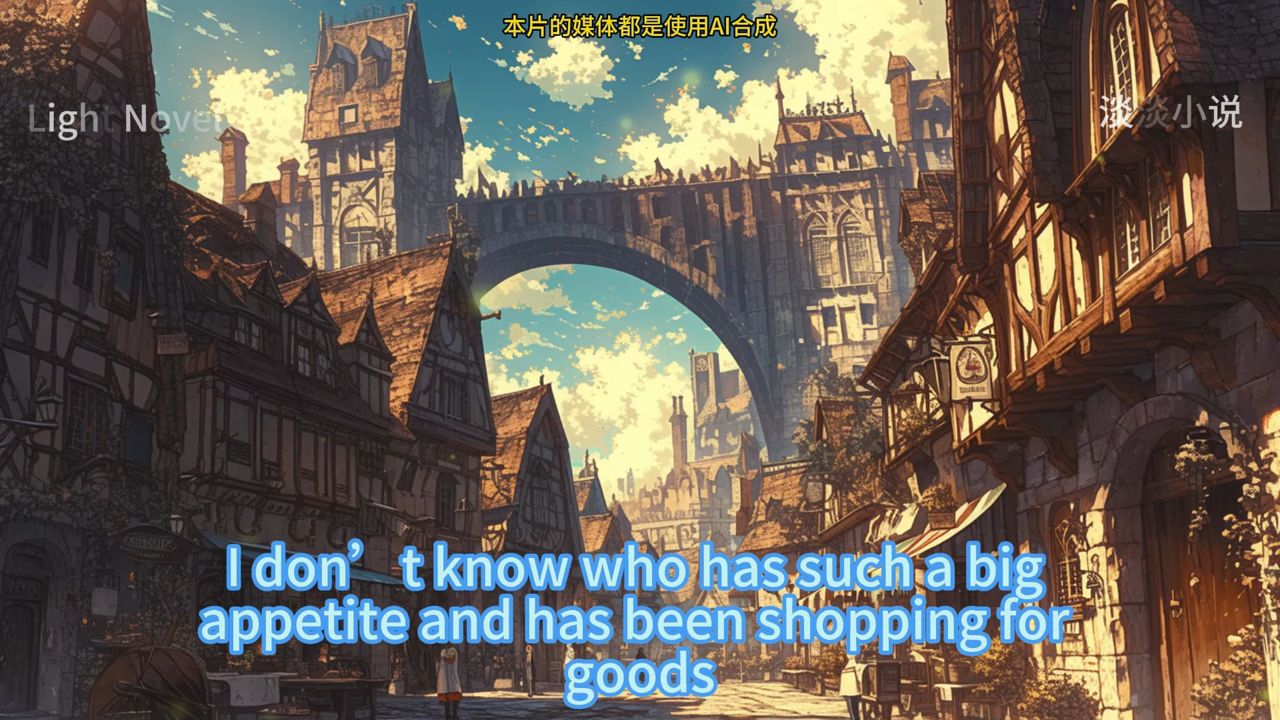 本片的媒体都是使用AI合成
Light Novel
淡淡小说
I don’t know who has such a big
appetite and has been shopping for
goods